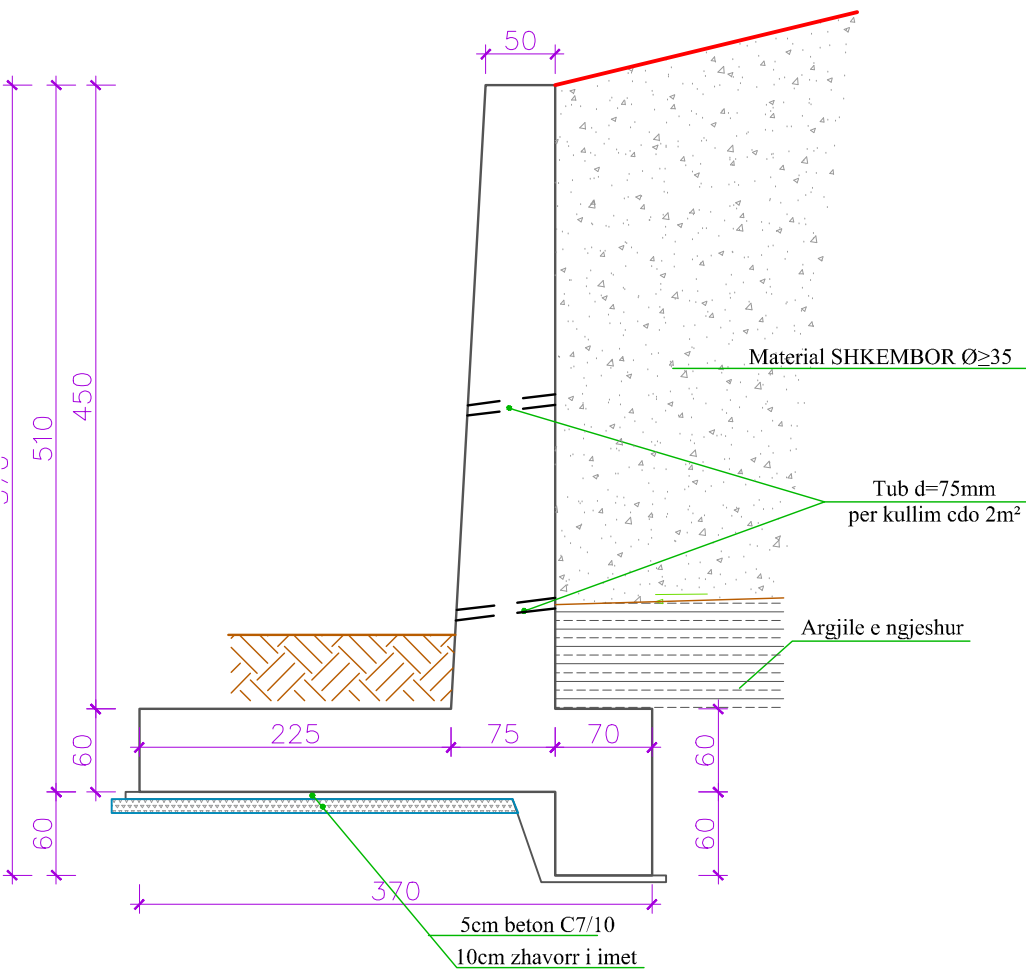 50
Material SHKEMBOR Ø≥35
450
510
Tub d=75mm
per kullim cdo 2m²
Argjile e ngjeshur
225
75
70
60
60
60
60
370
5cm beton C7/10
10cm zhavorr i imet